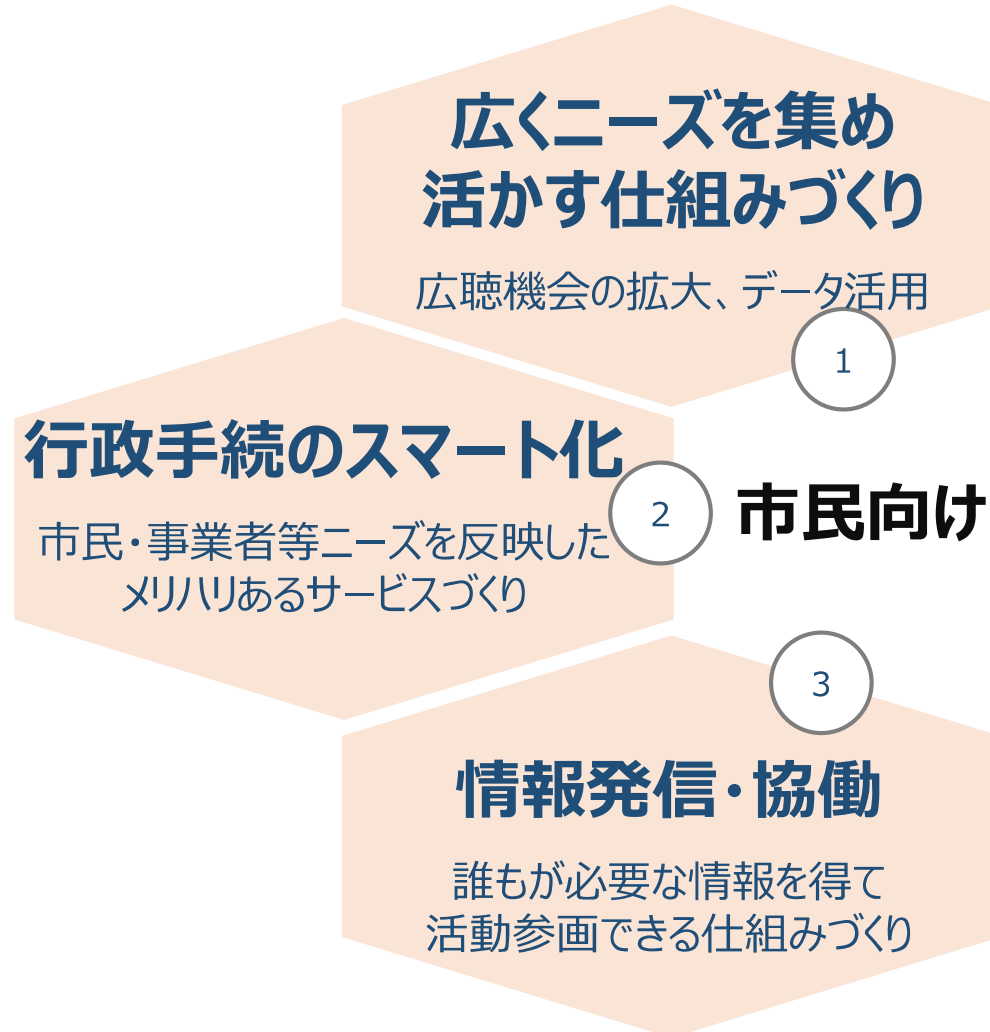 広くニーズを集め
活かす仕組みづくり
広聴機会の拡大、データ活用
1
行政手続のスマート化
市民・事業者等ニーズを反映した
メリハリあるサービスづくり
2
市民向け
3
情報発信・協働
誰もが必要な情報を得て
活動参画できる仕組みづくり